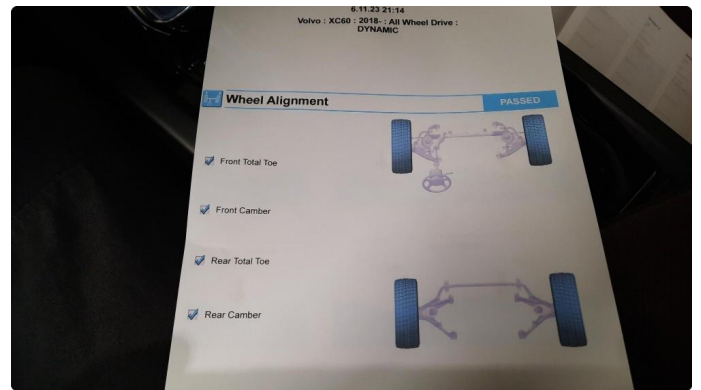 6.11.23 21:14
Volvo : XC60 : 2018- : All Wheel Drive :
DYNAMIC
Wheel Alignment
PASSED
Front Total Toe
Front Camber
Rear Total Toe
Rear Camber